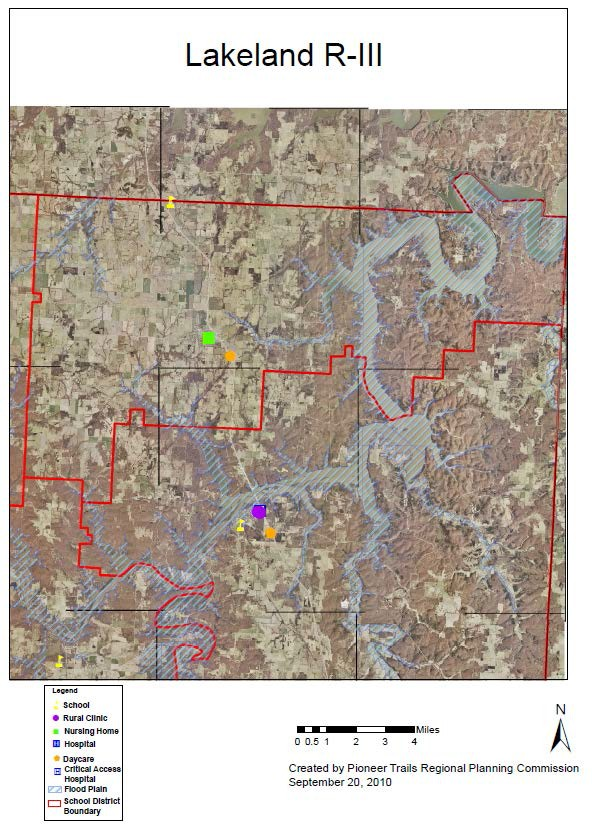 Lakeland R-III
Legend
School
Rural Clinic
Nursing Home
H Hospital
Daycare
Critical Access
Hospital
Flood Plain
School District
Boundary
0 0.5 1 2 3 4 Miles
N
Created by Pioneer Trails Regional Planning Commission
September 20, 2010